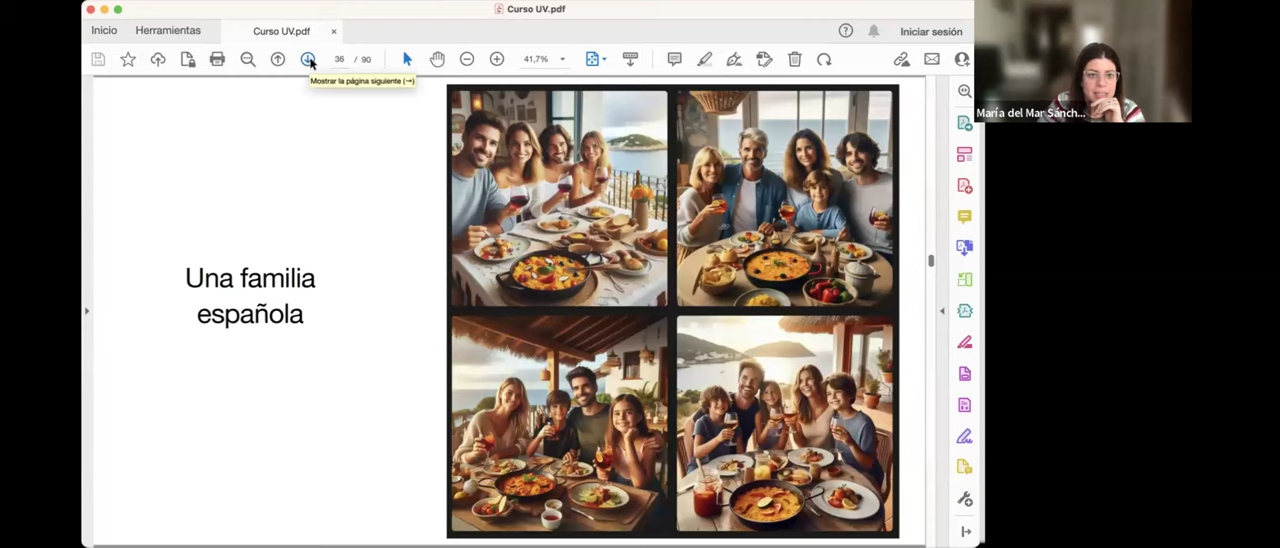 Curso UV.pdf
Inicio
Herramientas
Curso UV.pdf
Iniciar sesión
36 / 90
41,7%
Mostrar la página siguiente (→)
María del Mar Sánch...
Una familia
española